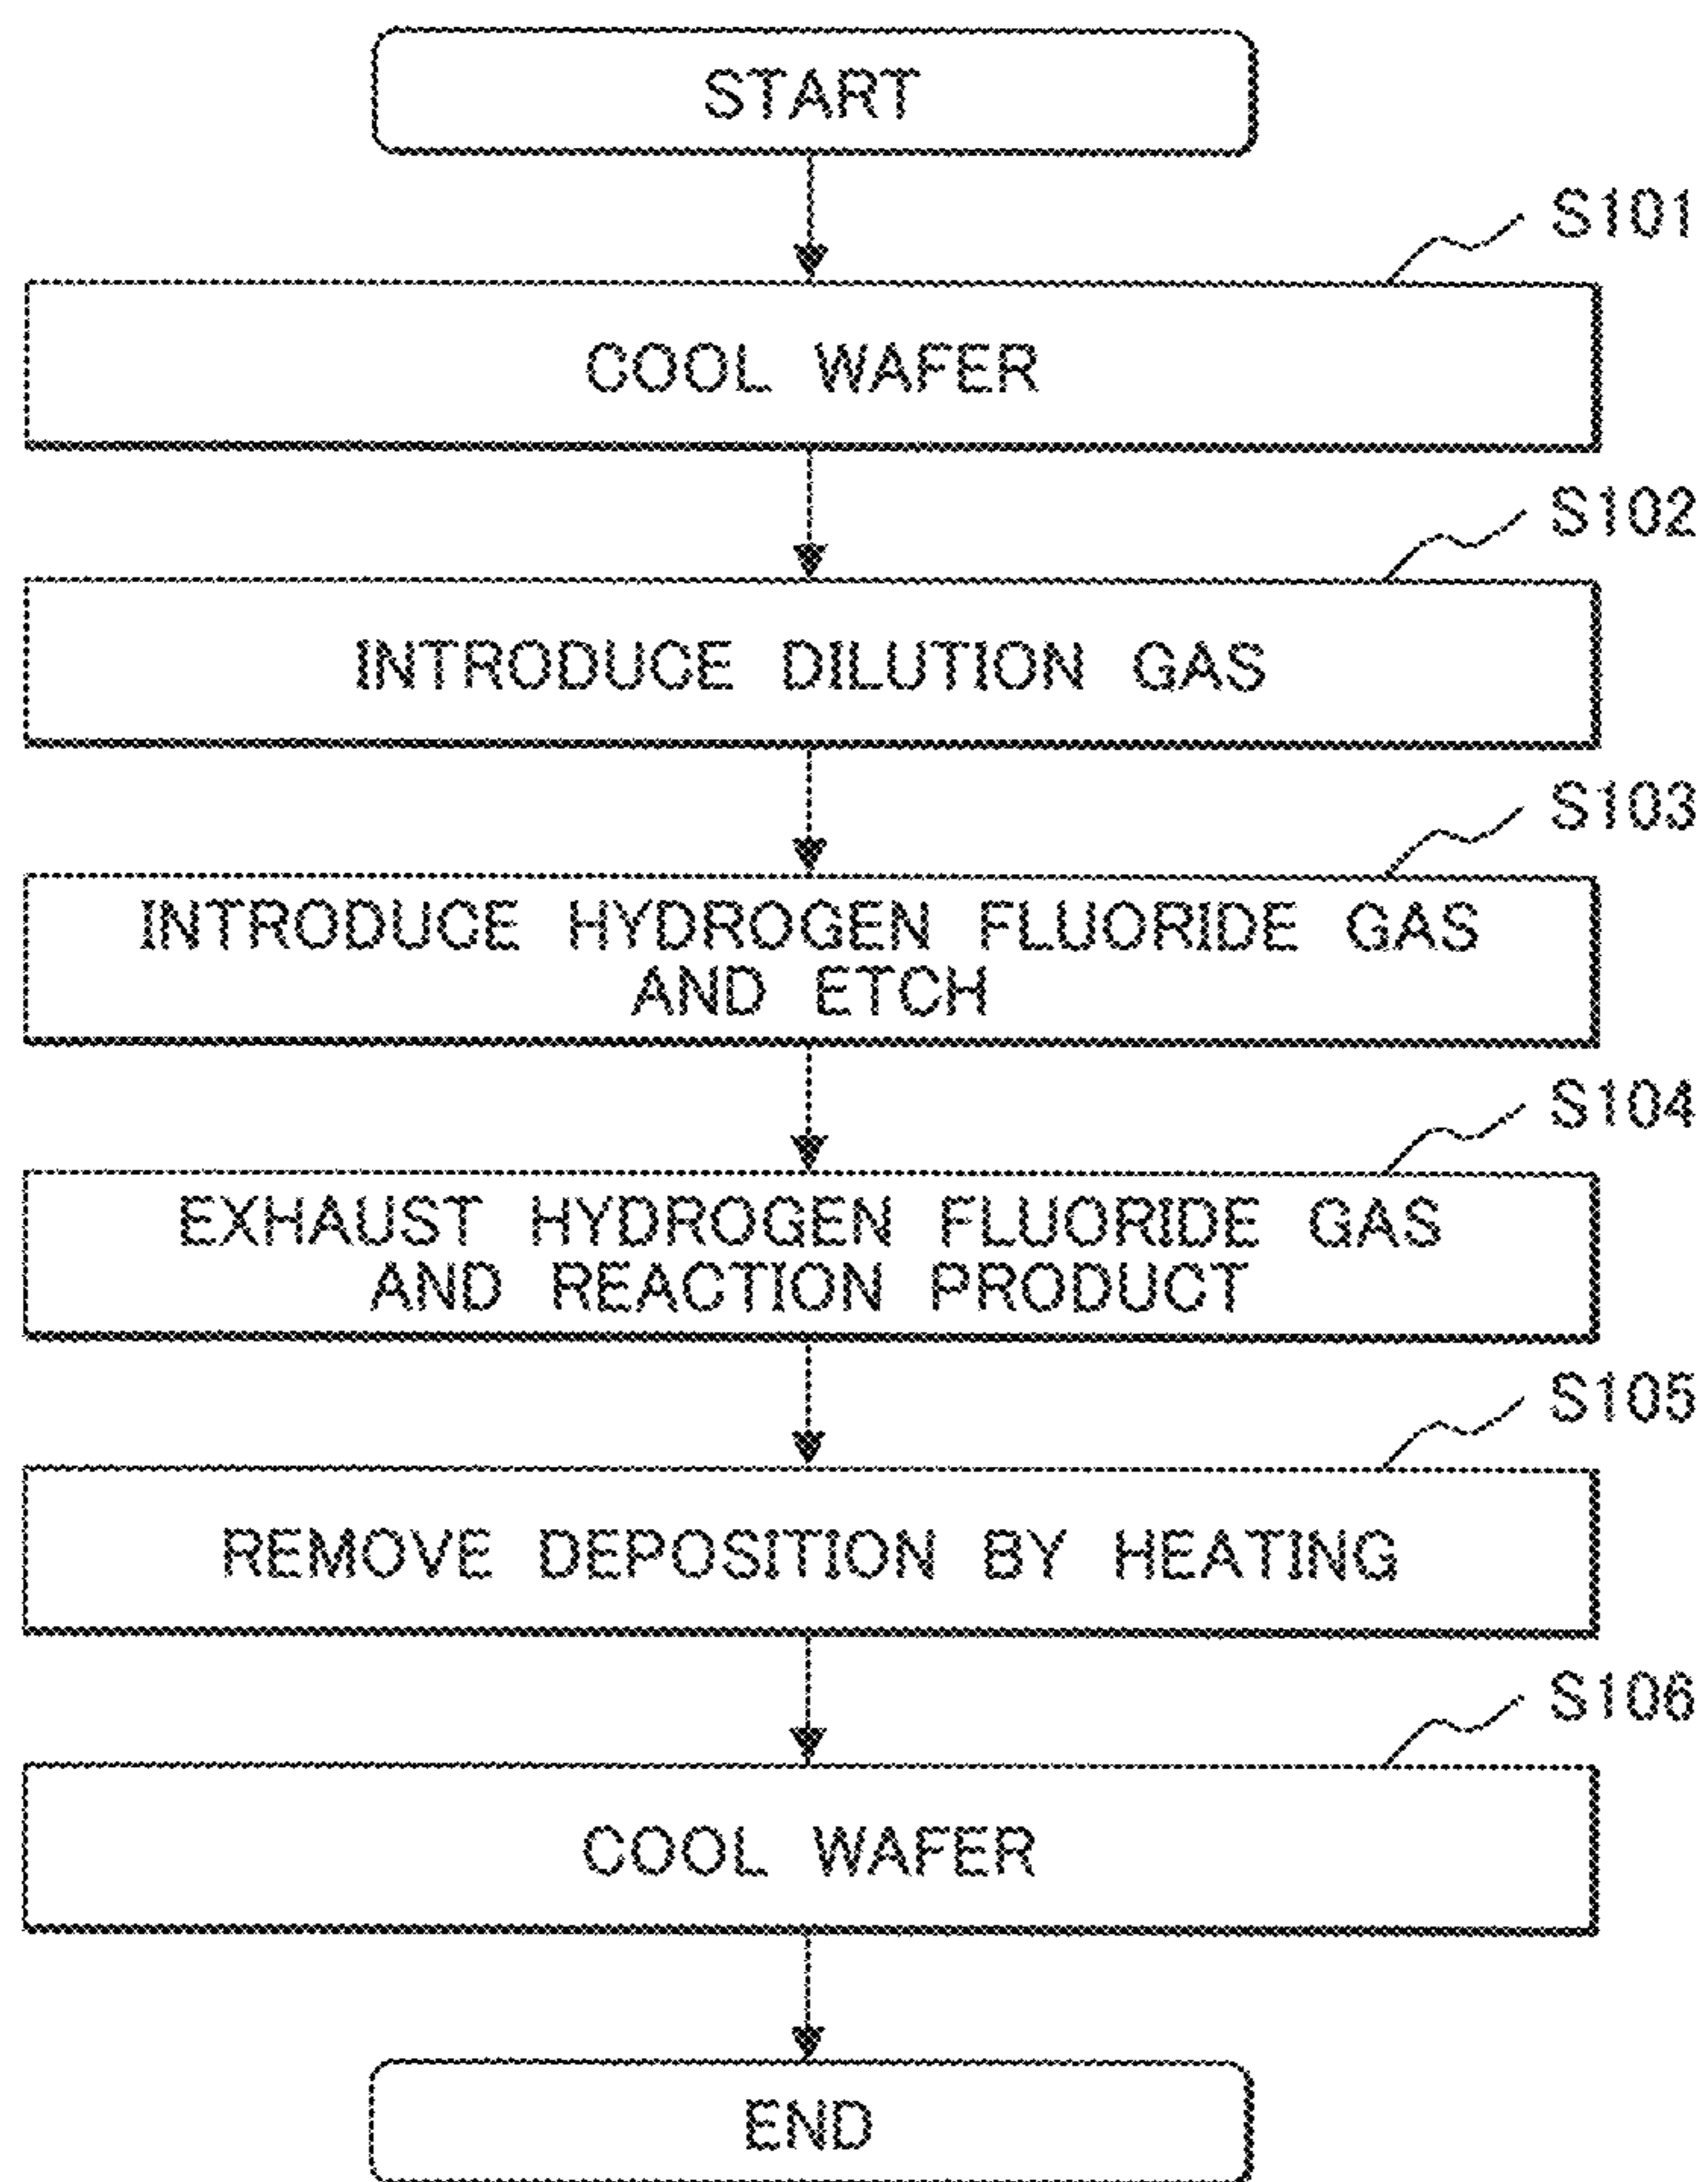 START
S101
COOL WAFER
S102
INTRODUCE DILUTION GAS
S103
INTRODUCE HYDROGEN FLUORIDE GAS
AND ETCH
S104
EXHAUST HYDROGEN FLUORIDE GAS
AND REACTION PRODUCT
S105
REMOVE DEPOSITION BY HEATING
S106
COOL WAFER
END